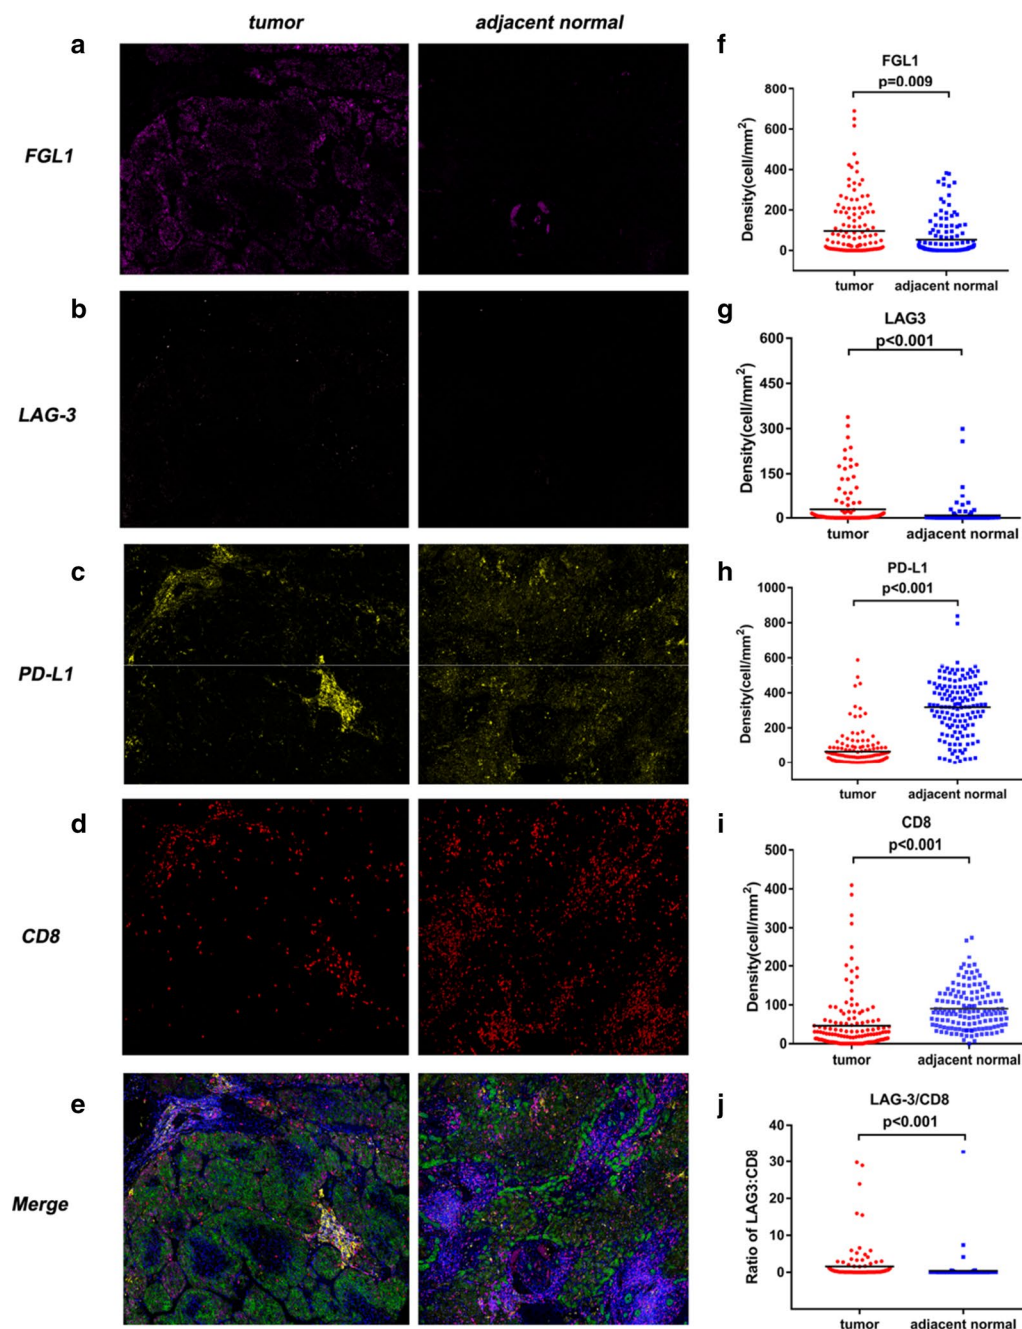 tumor
adjacent normal
a
FGL1
b
LAG-3
c
PD-L1
d
CD8
e
Merge
f
FGL1
p=0.009
Density(cell/mm²)
800
600
400
200
0
tumor
adjacent normal
g
LAG3
p<0.001
Density(cell/mm²)
600
450
300
150
0
tumor
adjacent normal
h
PD-L1
p<0.001
Density(cell/mm²)
1000
800
600
400
200
0
tumor
adjacent normal
i
CD8
p<0.001
Density(cell/mm²)
500
400
300
200
100
0
tumor
adjacent normal
j
LAG-3/CD8
p<0.001
Ratio of LAG3:CD8
40
30
20
10
0
tumor
adjacent normal